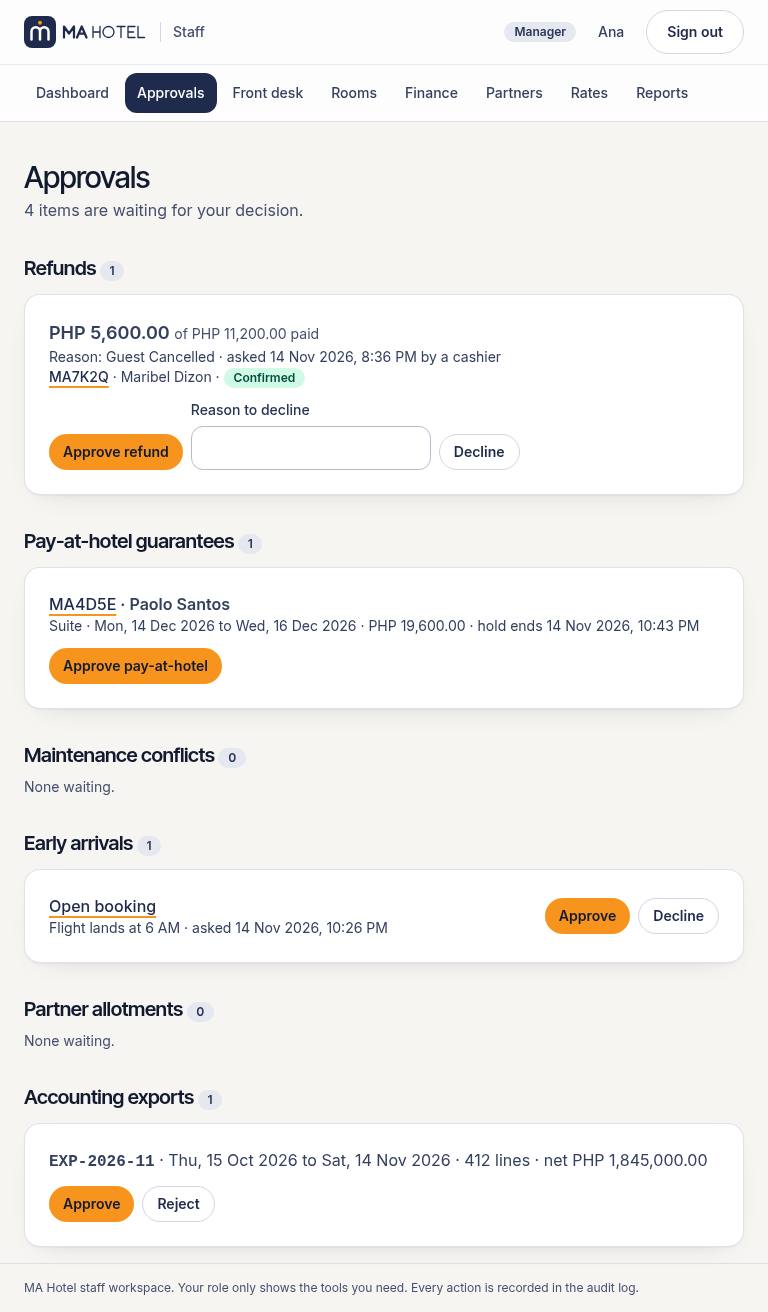 MA HOTEL Staff Manager Ana Sign out
Dashboard Approvals Front desk Rooms Finance Partners Rates Reports
Approvals
4 items are waiting for your decision.
Refunds 1
PHP 5,600.00 of PHP 11,200.00 paid
Reason: Guest Cancelled · asked 14 Nov 2026, 8:36 PM by a cashier
MA7K2Q · Maribel Dizon · Confirmed
Reason to decline
Approve refund Decline
Pay-at-hotel guarantees 1
MA4D5E · Paolo Santos
Suite · Mon, 14 Dec 2026 to Wed, 16 Dec 2026 · PHP 19,600.00 · hold ends 14 Nov 2026, 10:43 PM
Approve pay-at-hotel
Maintenance conflicts 0
None waiting.
Early arrivals 1
Open booking
Flight lands at 6 AM · asked 14 Nov 2026, 10:26 PM
Approve Decline
Partner allotments 0
None waiting.
Accounting exports 1
EXP-2026-11 · Thu, 15 Oct 2026 to Sat, 14 Nov 2026 · 412 lines · net PHP 1,845,000.00
Approve Reject
MA Hotel staff workspace. Your role only shows the tools you need. Every action is recorded in the audit log.